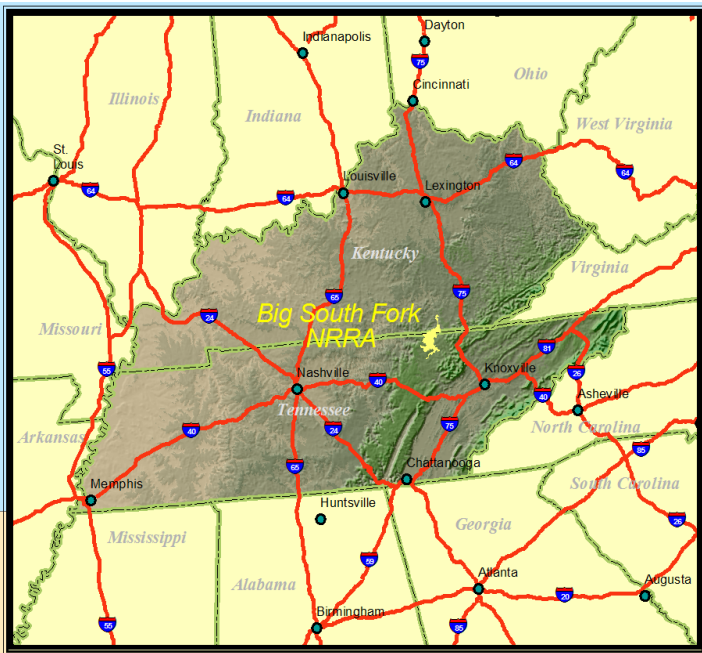 Dayton
Indianapolis
75
Ohio
Cincinnati
Illinois
Indiana
West Virginia
St.
Louis
64
64
Louisville
Lexington
64
64
Kentucky
Virginia
65
75
24
Big South Fork
NRRA
Missouri
81
55
Nashville
40
Knoxville
26
Asheville
40
Tennessee
North Carolina
Arkansas
40
24
75
85
65
Chattanooga
South Carolina
Memphis
Huntsville
Georgia
26
Mississippi
59
Alabama
Atlanta
Augusta
20
55
Birmingham
85